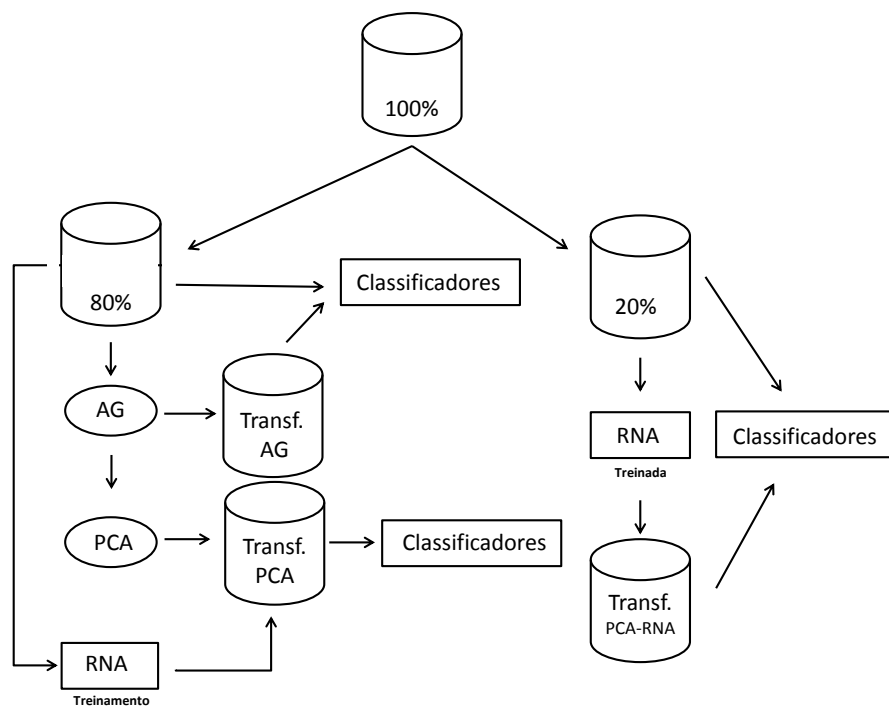 100%
80%
Classificadores
20%
AG
Transf.
AG
RNA
Treinada
Classificadores
PCA
Transf.
PCA
Classificadores
Transf.
PCA-RNA
RNA
Treinamento